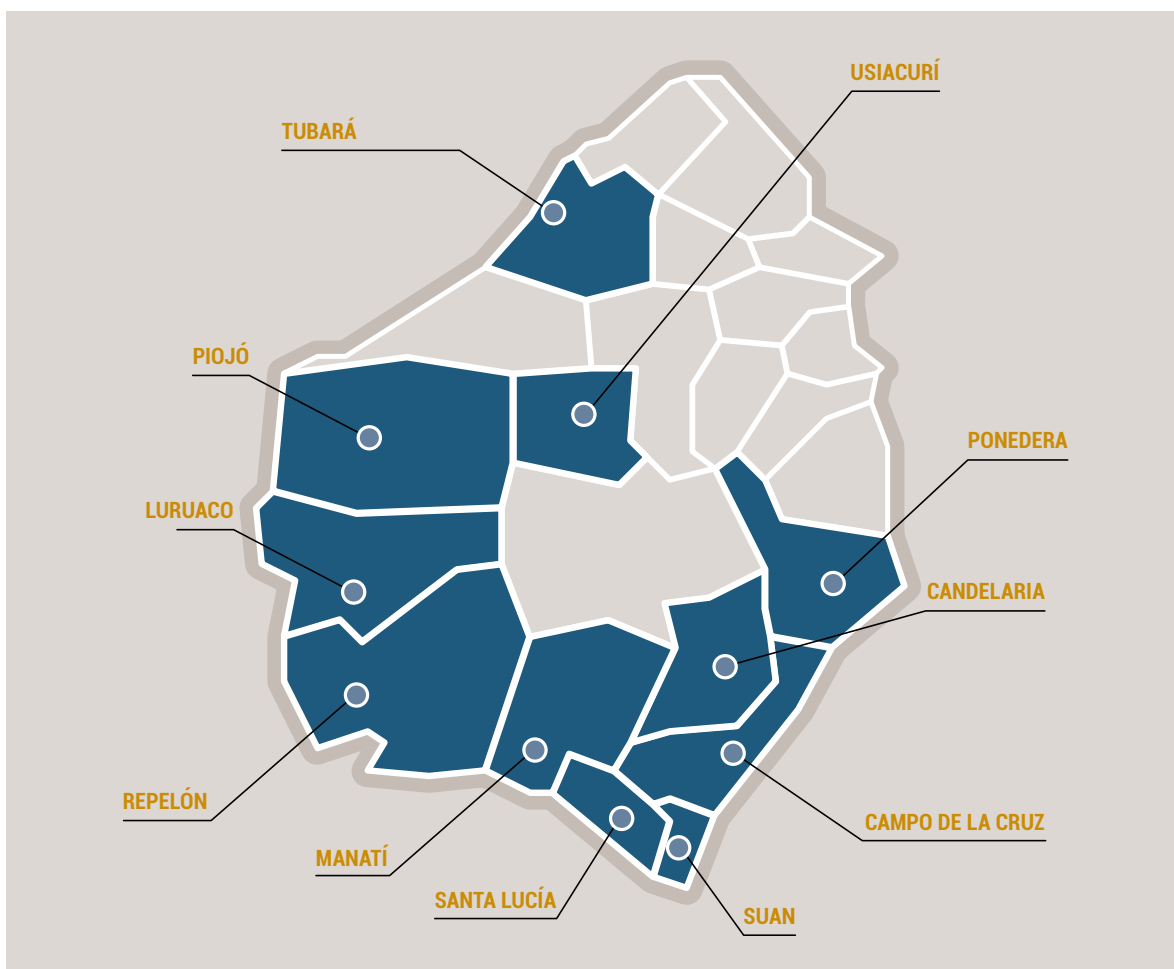 USIACURÍ
TUBARÁ
PIOJÓ
PONEDERA
LURUACO
CANDELARIA
REPELÓN
CAMPO DE LA CRUZ
MANATÍ
SANTA LUCÍA
SUAN